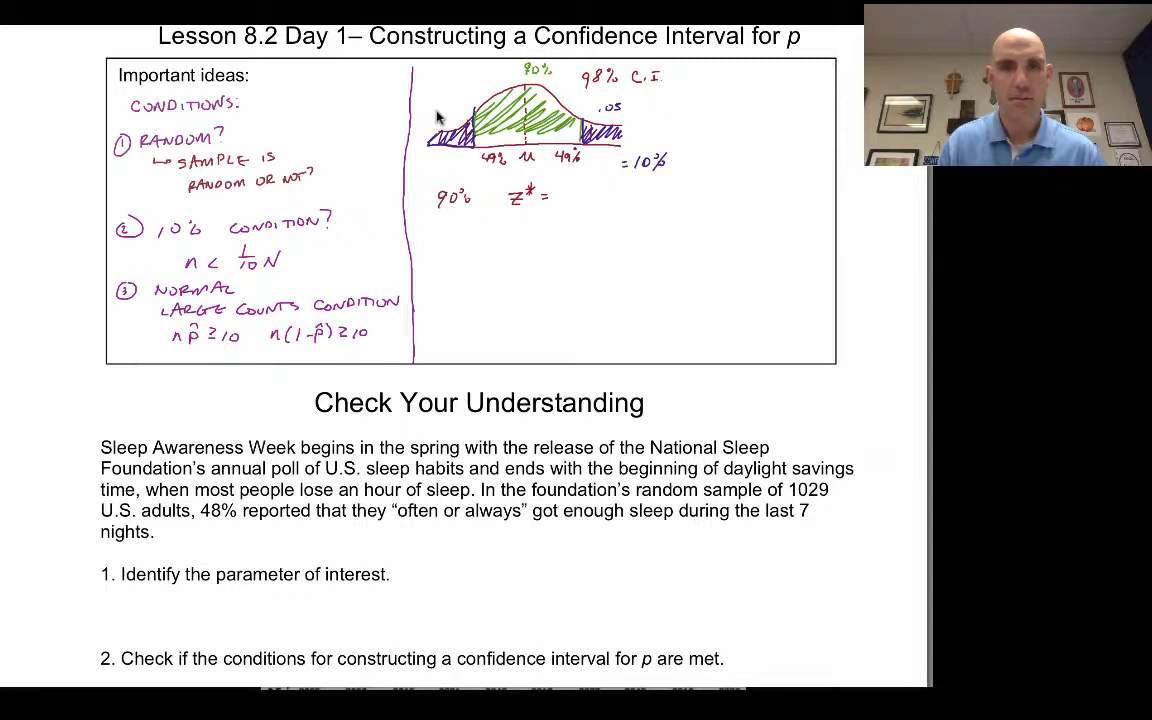 Lesson 8.2 Day 1– Constructing a Confidence Interval for p
Important ideas:
CONDITIONS:
① RANDOM?
↳ SAMPLE IS
RANDOM OR NOT?
② 10% CONDITION?
n < 1/10 N
③ NORMAL
LARGE COUNTS CONDITION
n p̂ ≥ 10 n(1-p̂) ≥ 10
90%
98% C.I.
.05
49% μ 49%
= 10%
90% Z* =
Check Your Understanding
Sleep Awareness Week begins in the spring with the release of the National Sleep
Foundation’s annual poll of U.S. sleep habits and ends with the beginning of daylight savings
time, when most people lose an hour of sleep. In the foundation’s random sample of 1029
U.S. adults, 48% reported that they “often or always” got enough sleep during the last 7
nights.
1. Identify the parameter of interest.
2. Check if the conditions for constructing a confidence interval for p are met.